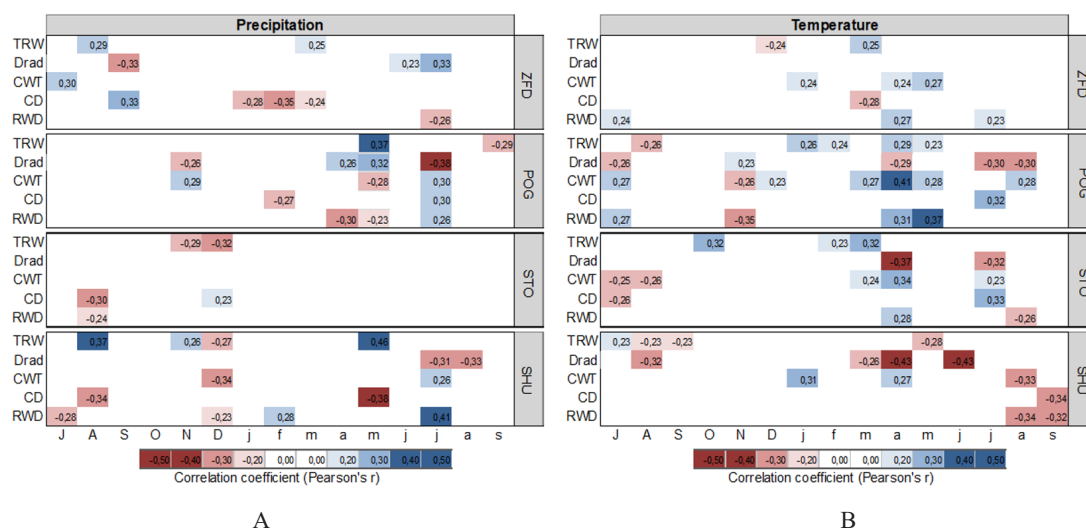 Precipitation
TRW 0,29 0,25
Drad -0,33 0,23 0,33
CWT 0,30
CD 0,33 -0,28 -0,35 -0,24
RWD -0,26
ZFD
TRW 0,37 -0,29
Drad -0,26 0,26 0,32 -0,38
CWT 0,29 -0,28 0,30
CD -0,27 0,30
RWD -0,30 -0,23 0,26
POG
TRW -0,29 -0,32
Drad
CWT
CD -0,30 0,23
RWD -0,24
STO
TRW 0,37 0,26 -0,27 0,46
Drad -0,31 -0,33
CWT -0,34 0,26
CD -0,34 -0,38
RWD -0,28 -0,23 0,28 0,41
SHU
J A S O N D j f m a m j j a s
-0,50 -0,40 -0,30 -0,20 0,00 0,00 0,20 0,30 0,40 0,50
Correlation coefficient (Pearson's r)
A
Temperature
TRW -0,24 0,25
Drad
CWT 0,24 0,24 0,27
CD -0,28
RWD 0,24 0,27 0,23
ZFD
TRW -0,26 0,26 0,24 0,29 0,23
Drad -0,26 0,23 -0,29 -0,30 -0,30
CWT 0,27 -0,26 0,23 0,27 0,41 0,28 0,28
CD 0,32
RWD 0,27 -0,35 0,31 0,37
POG
TRW 0,32 0,23 0,32
Drad -0,37 -0,32
CWT -0,25 -0,26 0,24 0,34 0,23
CD -0,26 0,33
RWD 0,28 -0,26
STO
TRW 0,23 -0,23 -0,23 -0,28
Drad -0,32 -0,26 -0,43 -0,43
CWT 0,31 0,27 -0,33
CD -0,34
RWD -0,34 -0,32
SHU
J A S O N D j f m a m j j a s
-0,50 -0,40 -0,30 -0,20 0,00 0,00 0,20 0,30 0,40 0,50
Correlation coefficient (Pearson's r)
B